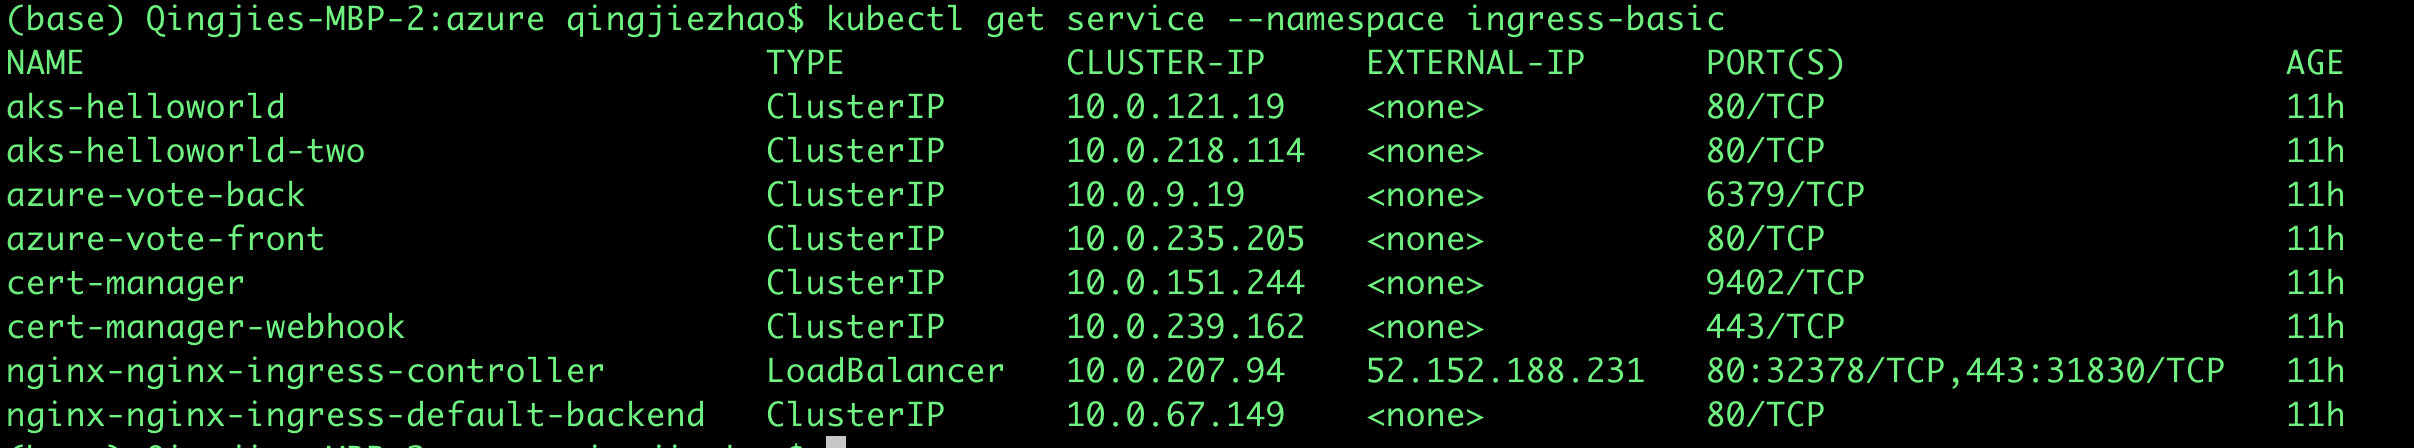 (base) Qingjies-MBP-2:azure qingjiezhao$ kubectl get service --namespace ingress-basic
NAME TYPE CLUSTER-IP EXTERNAL-IP PORT(S) AGE
aks-helloworld ClusterIP 10.0.121.19 <none> 80/TCP 11h
aks-helloworld-two ClusterIP 10.0.218.114 <none> 80/TCP 11h
azure-vote-back ClusterIP 10.0.9.19 <none> 6379/TCP 11h
azure-vote-front ClusterIP 10.0.235.205 <none> 80/TCP 11h
cert-manager ClusterIP 10.0.151.244 <none> 9402/TCP 11h
cert-manager-webhook ClusterIP 10.0.239.162 <none> 443/TCP 11h
nginx-nginx-ingress-controller LoadBalancer 10.0.207.94 52.152.188.231 80:32378/TCP,443:31830/TCP 11h
nginx-nginx-ingress-default-backend ClusterIP 10.0.67.149 <none> 80/TCP 11h
(base) Qingjies-MBP-2:azure qingjiezhao$